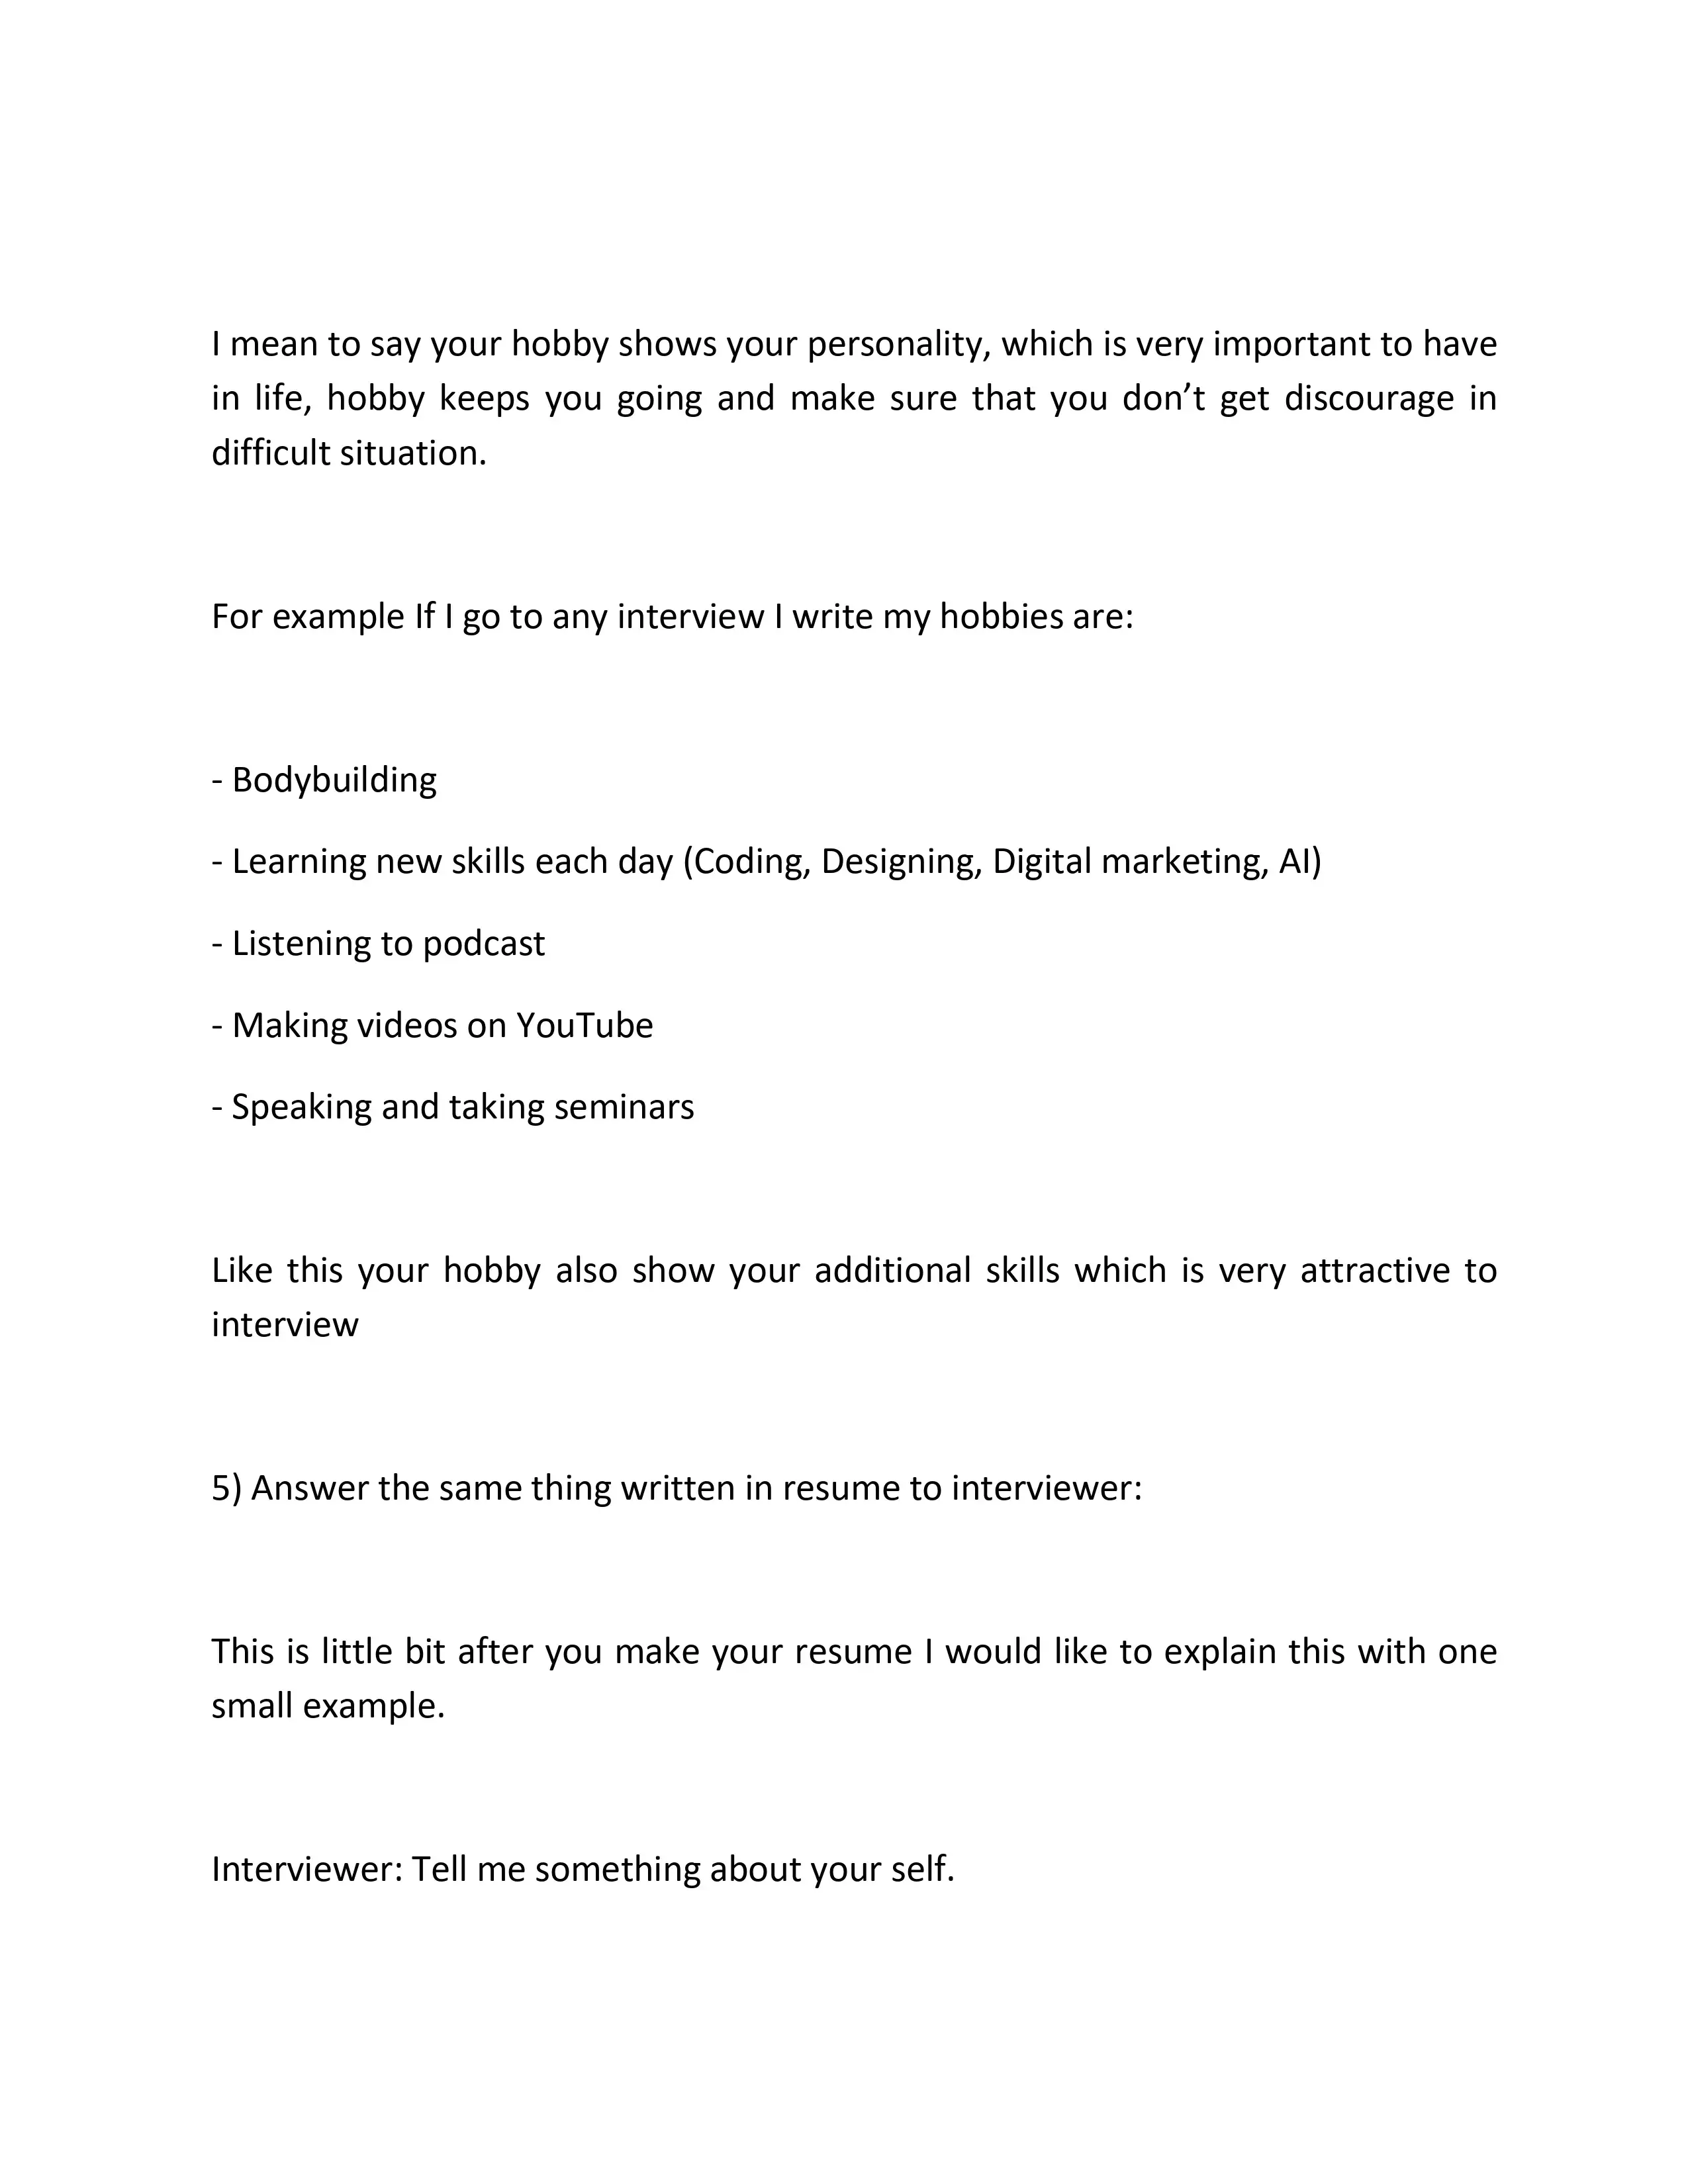 I mean to say your hobby shows your personality, which is very important to have
in life, hobby keeps you going and make sure that you don’t get discourage in
difficult situation.
For example If I go to any interview I write my hobbies are:
- Bodybuilding
- Learning new skills each day (Coding, Designing, Digital marketing, AI)
- Listening to podcast
- Making videos on YouTube
- Speaking and taking seminars
Like this your hobby also show your additional skills which is very attractive to
interview
5) Answer the same thing written in resume to interviewer:
This is little bit after you make your resume I would like to explain this with one
small example.
Interviewer: Tell me something about your self.